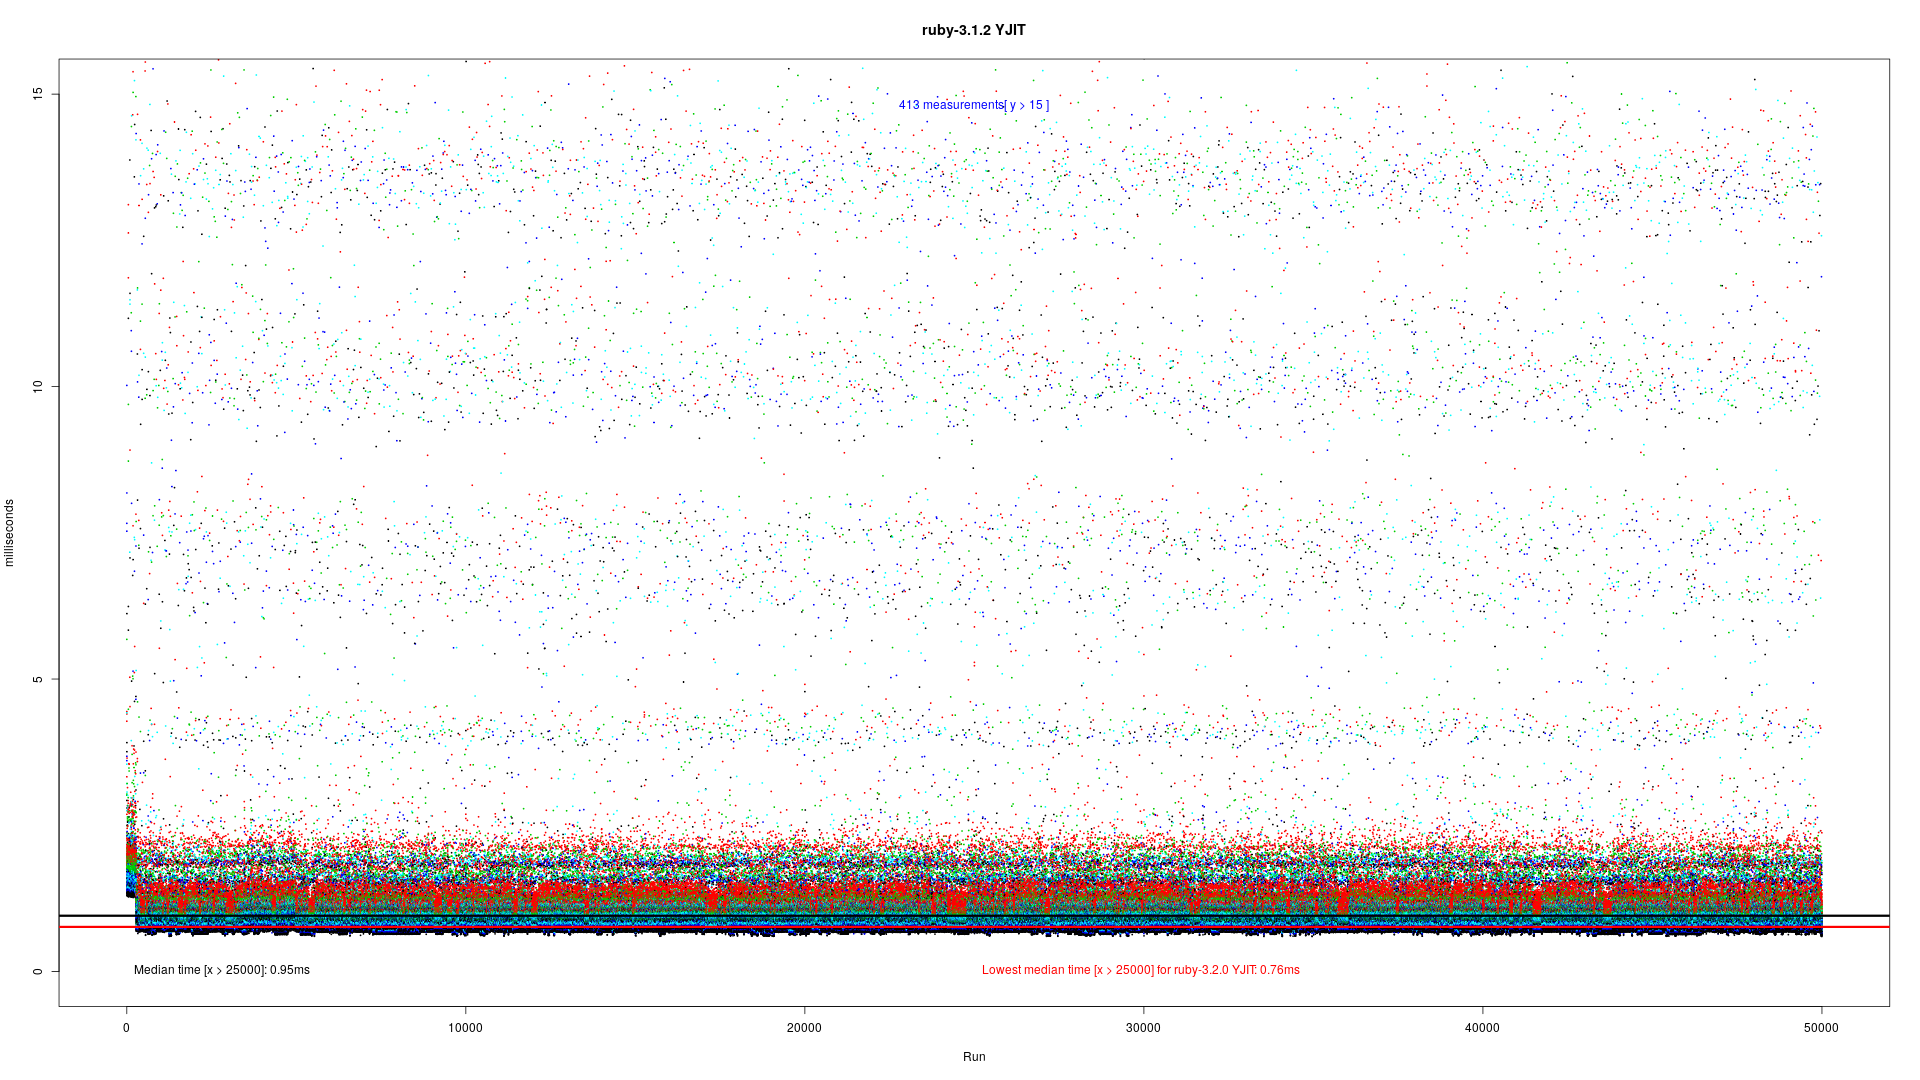 ruby-3.1.2 YJIT
15
413 measurements[ y > 15 ]
10
milliseconds
5
0
Median time [x > 25000]: 0.95ms
Lowest median time [x > 25000] for ruby-3.2.0 YJIT: 0.76ms
0
10000
20000
30000
40000
50000
Run